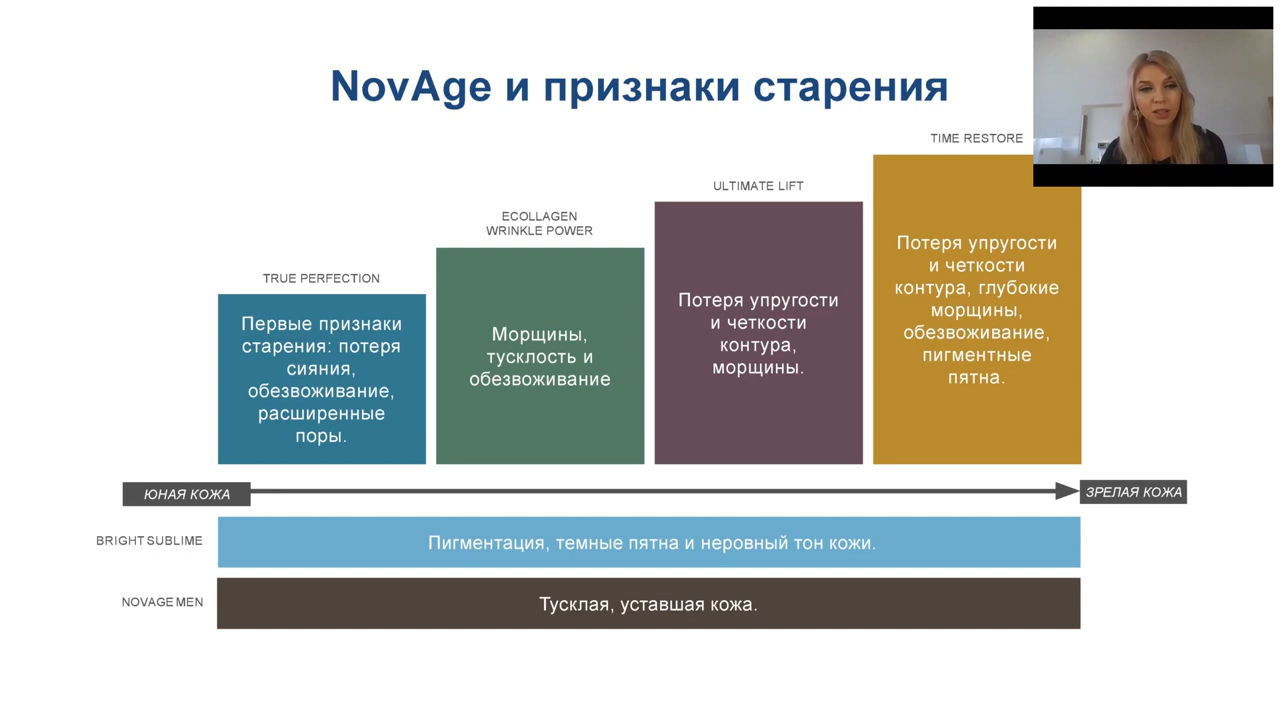 NovAge и признаки старения
TIME RESTORE
ULTIMATE LIFT
ECOLLAGEN
WRINKLE POWER
TRUE PERFECTION
Первые признаки
старения: потеря
сияния,
обезвоживание,
расширенные
поры.
Морщины,
тусклость и
обезвоживание
Потеря упругости
и четкости
контура,
морщины.
Потеря упругости
и четкости
контура, глубокие
морщины,
обезвоживание,
пигментные
пятна.
ЮНАЯ КОЖА
ЗРЕЛАЯ КОЖА
BRIGHT SUBLIME
Пигментация, темные пятна и неровный тон кожи.
NOVAGE MEN
Тусклая, уставшая кожа.